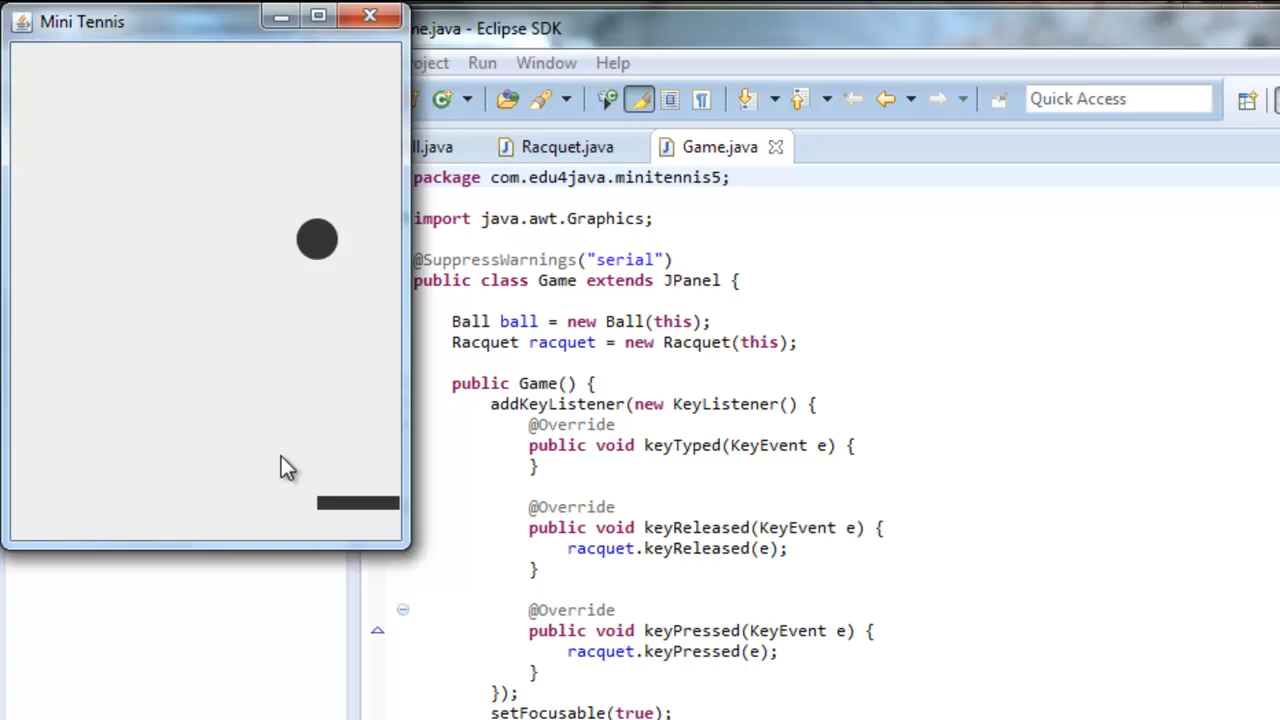 Mini Tennis
me.java - Eclipse SDK
oject Run Window Help
Quick Access
ll.java Racquet.java Game.java
package com.edu4java.minitennis5;
import java.awt.Graphics;
@SuppressWarnings("serial")
public class Game extends JPanel {
Ball ball = new Ball(this);
Racquet racquet = new Racquet(this);
public Game() {
addKeyListener(new KeyListener() {
@Override
public void keyTyped(KeyEvent e) {
}
@Override
public void keyReleased(KeyEvent e) {
racquet.keyReleased(e);
}
@Override
public void keyPressed(KeyEvent e) {
racquet.keyPressed(e);
}
});
setFocusable(true);